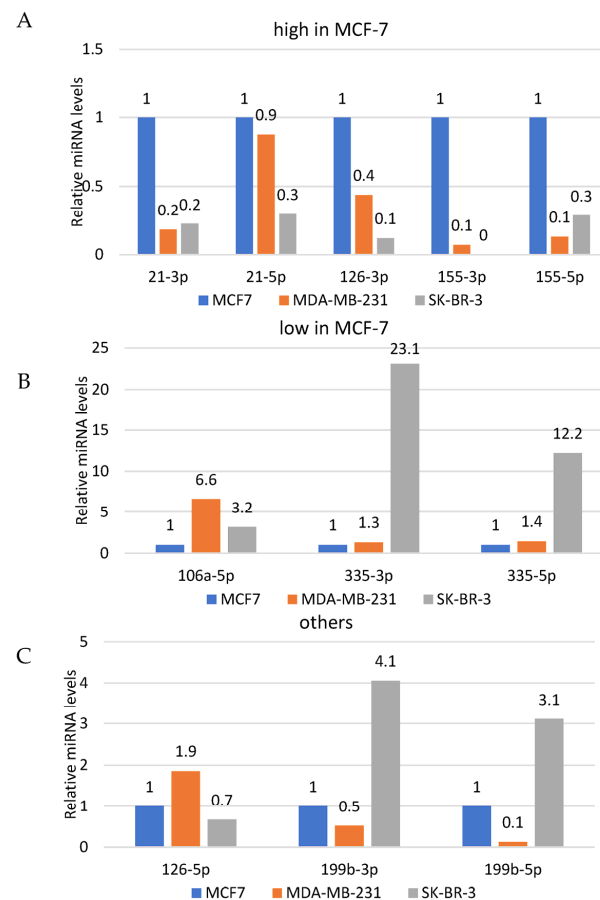 A
high in MCF-7
Relative miRNA levels
1.5
1
0.5
0
1 0.2 0.2
1 0.9 0.3
1 0.4 0.1
1 0.1 0
1 0.1 0.3
21-3p 21-5p 126-3p 155-3p 155-5p
MCF7 MDA-MB-231 SK-BR-3
low in MCF-7
B
Relative miRNA levels
25
20
15
10
5
0
1 6.6 3.2
1 1.3 23.1
1 1.4 12.2
106a-5p 335-3p 335-5p
MCF7 MDA-MB-231 SK-BR-3
others
C
Relative miRNA levels
5
4
3
2
1
0
1 1.9 0.7
1 0.5 4.1
1 0.1 3.1
126-5p 199b-3p 199b-5p
MCF7 MDA-MB-231 SK-BR-3